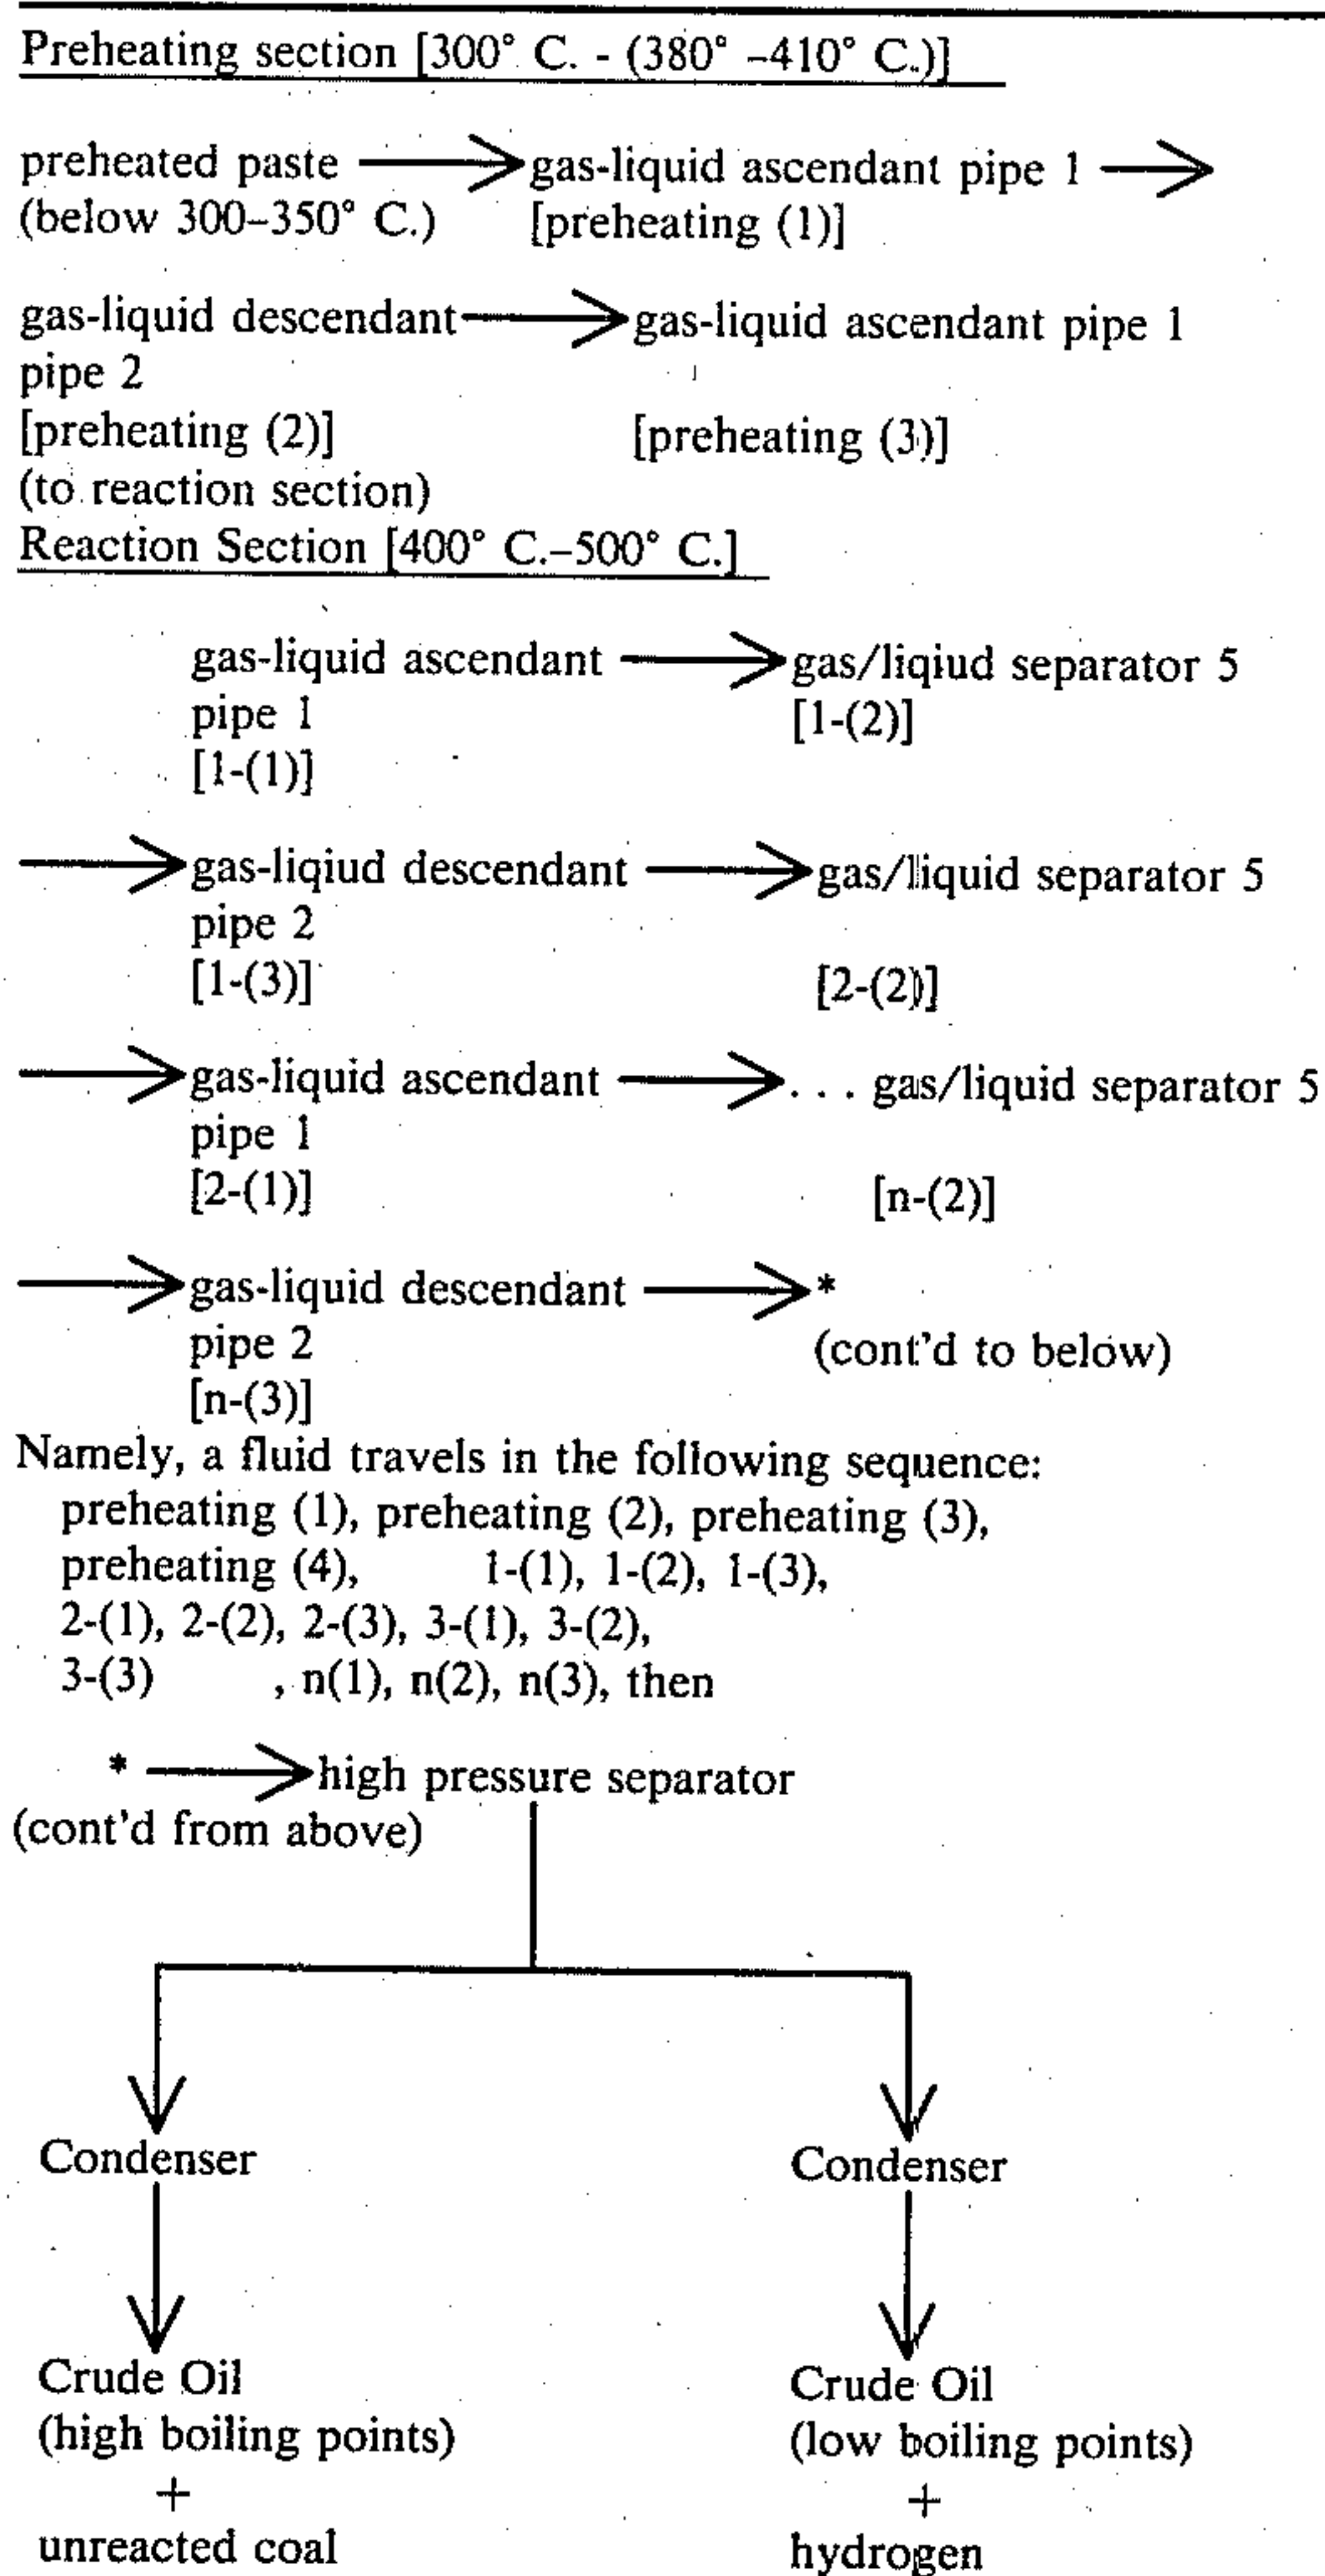 Preheating section [300° C. - (380° –410° C.)]
preheated paste → gas-liquid ascendant pipe 1 →
(below 300–350° C.) [preheating (1)]
gas-liquid descendant → gas-liquid ascendant pipe 1
pipe 2
[preheating (2)] [preheating (3)]
(to reaction section)
Reaction Section [400° C.–500° C.]
gas-liquid ascendant → gas/liqiud separator 5
pipe 1 [1-(2)]
[1-(1)]
→ gas-liqiud descendant → gas/liquid separator 5
pipe 2
[1-(3)] [2-(2)]
→ gas-liquid ascendant → . . . gas/liquid separator 5
pipe 1
[2-(1)] [n-(2)]
→ gas-liquid descendant → *
pipe 2 (cont'd to below)
[n-(3)]
Namely, a fluid travels in the following sequence:
preheating (1), preheating (2), preheating (3),
preheating (4), 1-(1), 1-(2), 1-(3),
2-(1), 2-(2), 2-(3), 3-(1), 3-(2),
3-(3) , n(1), n(2), n(3), then
* → high pressure separator
(cont'd from above)
Condenser Condenser
Crude Oil Crude Oil
(high boiling points) (low boiling points)
+ +
unreacted coal hydrogen